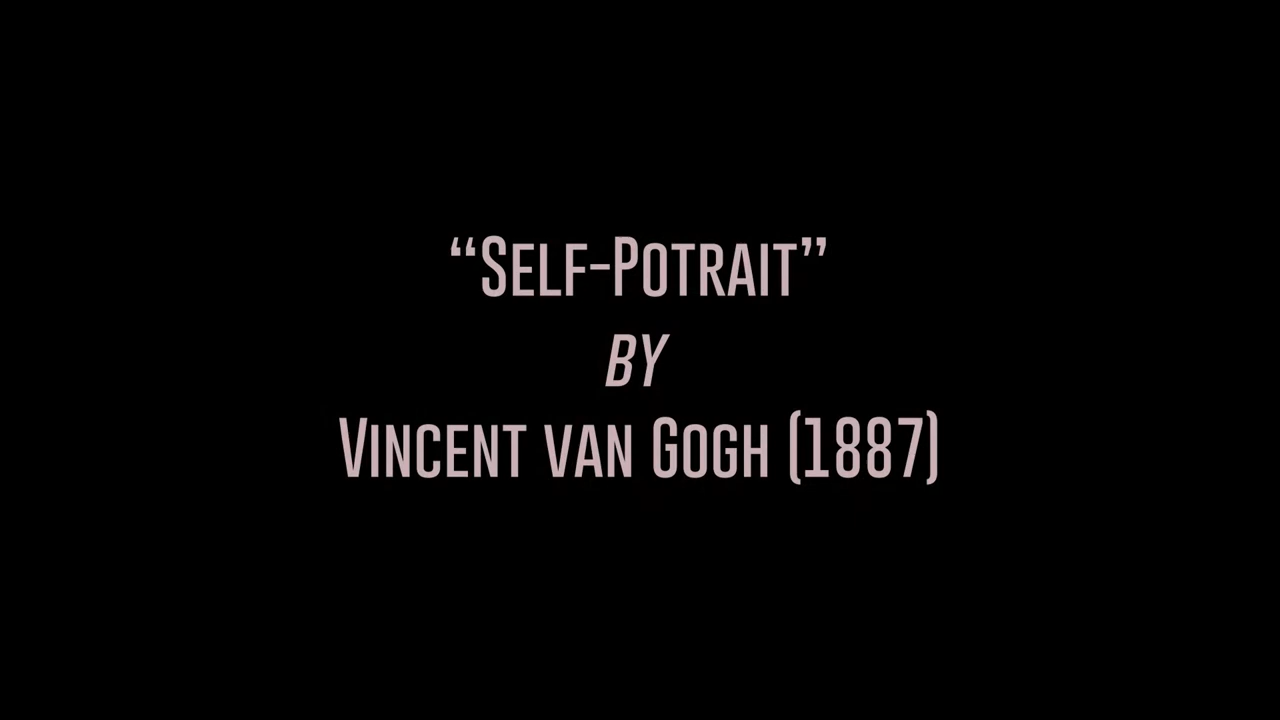 “Self-Potrait”
by
Vincent van Gogh (1887)